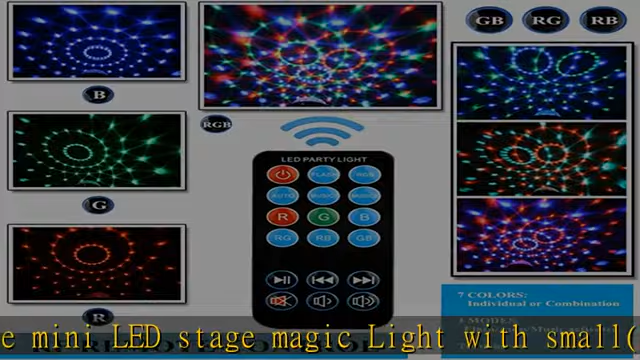 GB RG RB
B
RGB
G
R
LED PARTY LIGHT
FLASH RGB
AUTO MUSIC
R G B
RG RB GB
7 COLORS:
Individual or Combination
e mini LED stage magic Light with small(